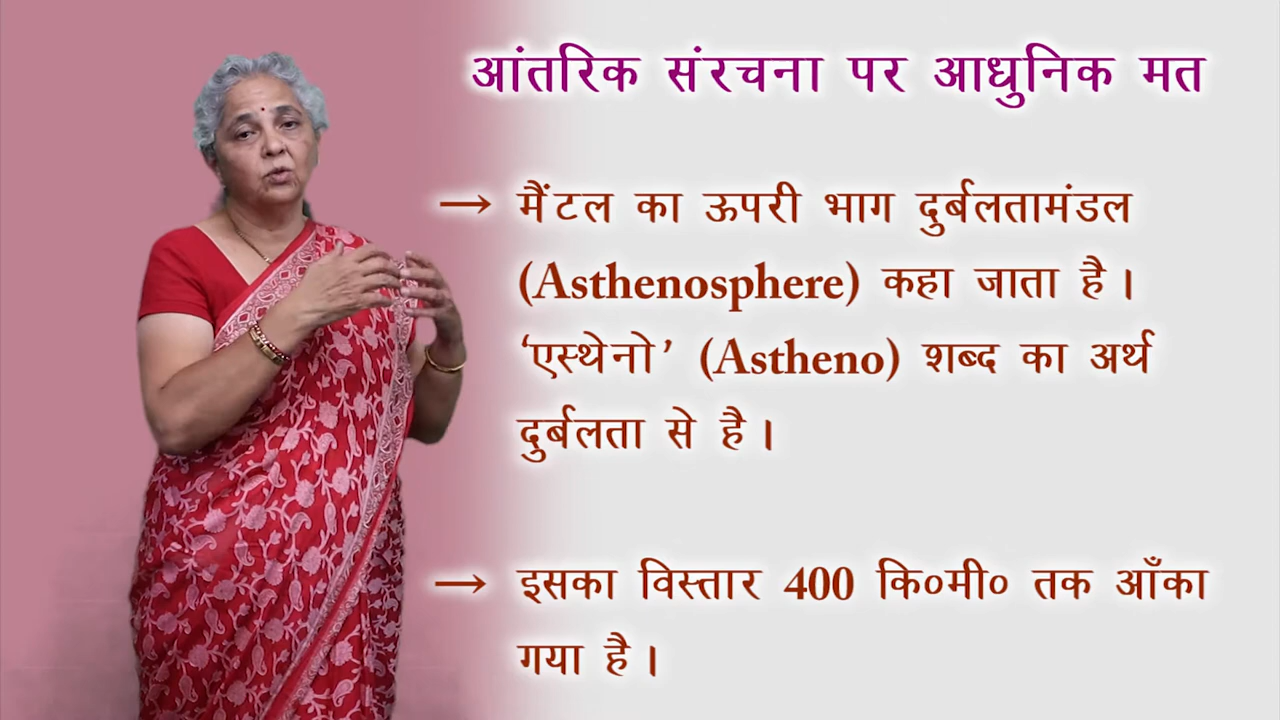 आंतरिक संरचना पर आधुनिक मत
→ मैंटल का ऊपरी भाग दुर्बलतामंडल
(Asthenosphere) कहा जाता है।
‘एस्थेनो’ (Astheno) शब्द का अर्थ
दुर्बलता से है।
→ इसका विस्तार 400 कि०मी० तक आँका
गया है।